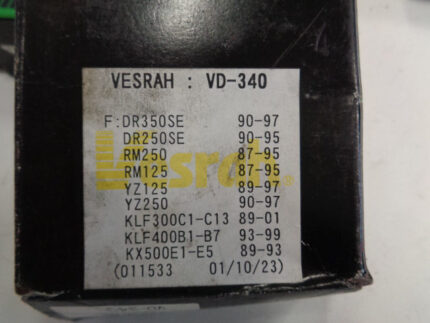 VESRAH : VD-340
F:DR350SE 90-97
DR250SE 90-95
RM250 87-95
RM125 87-95
YZ125 89-97
YZ250 90-97
KLF300C1-C13 89-01
KLF400B1-B7 93-99
KX500E1-E5 89-93
(011533 01/10/23)